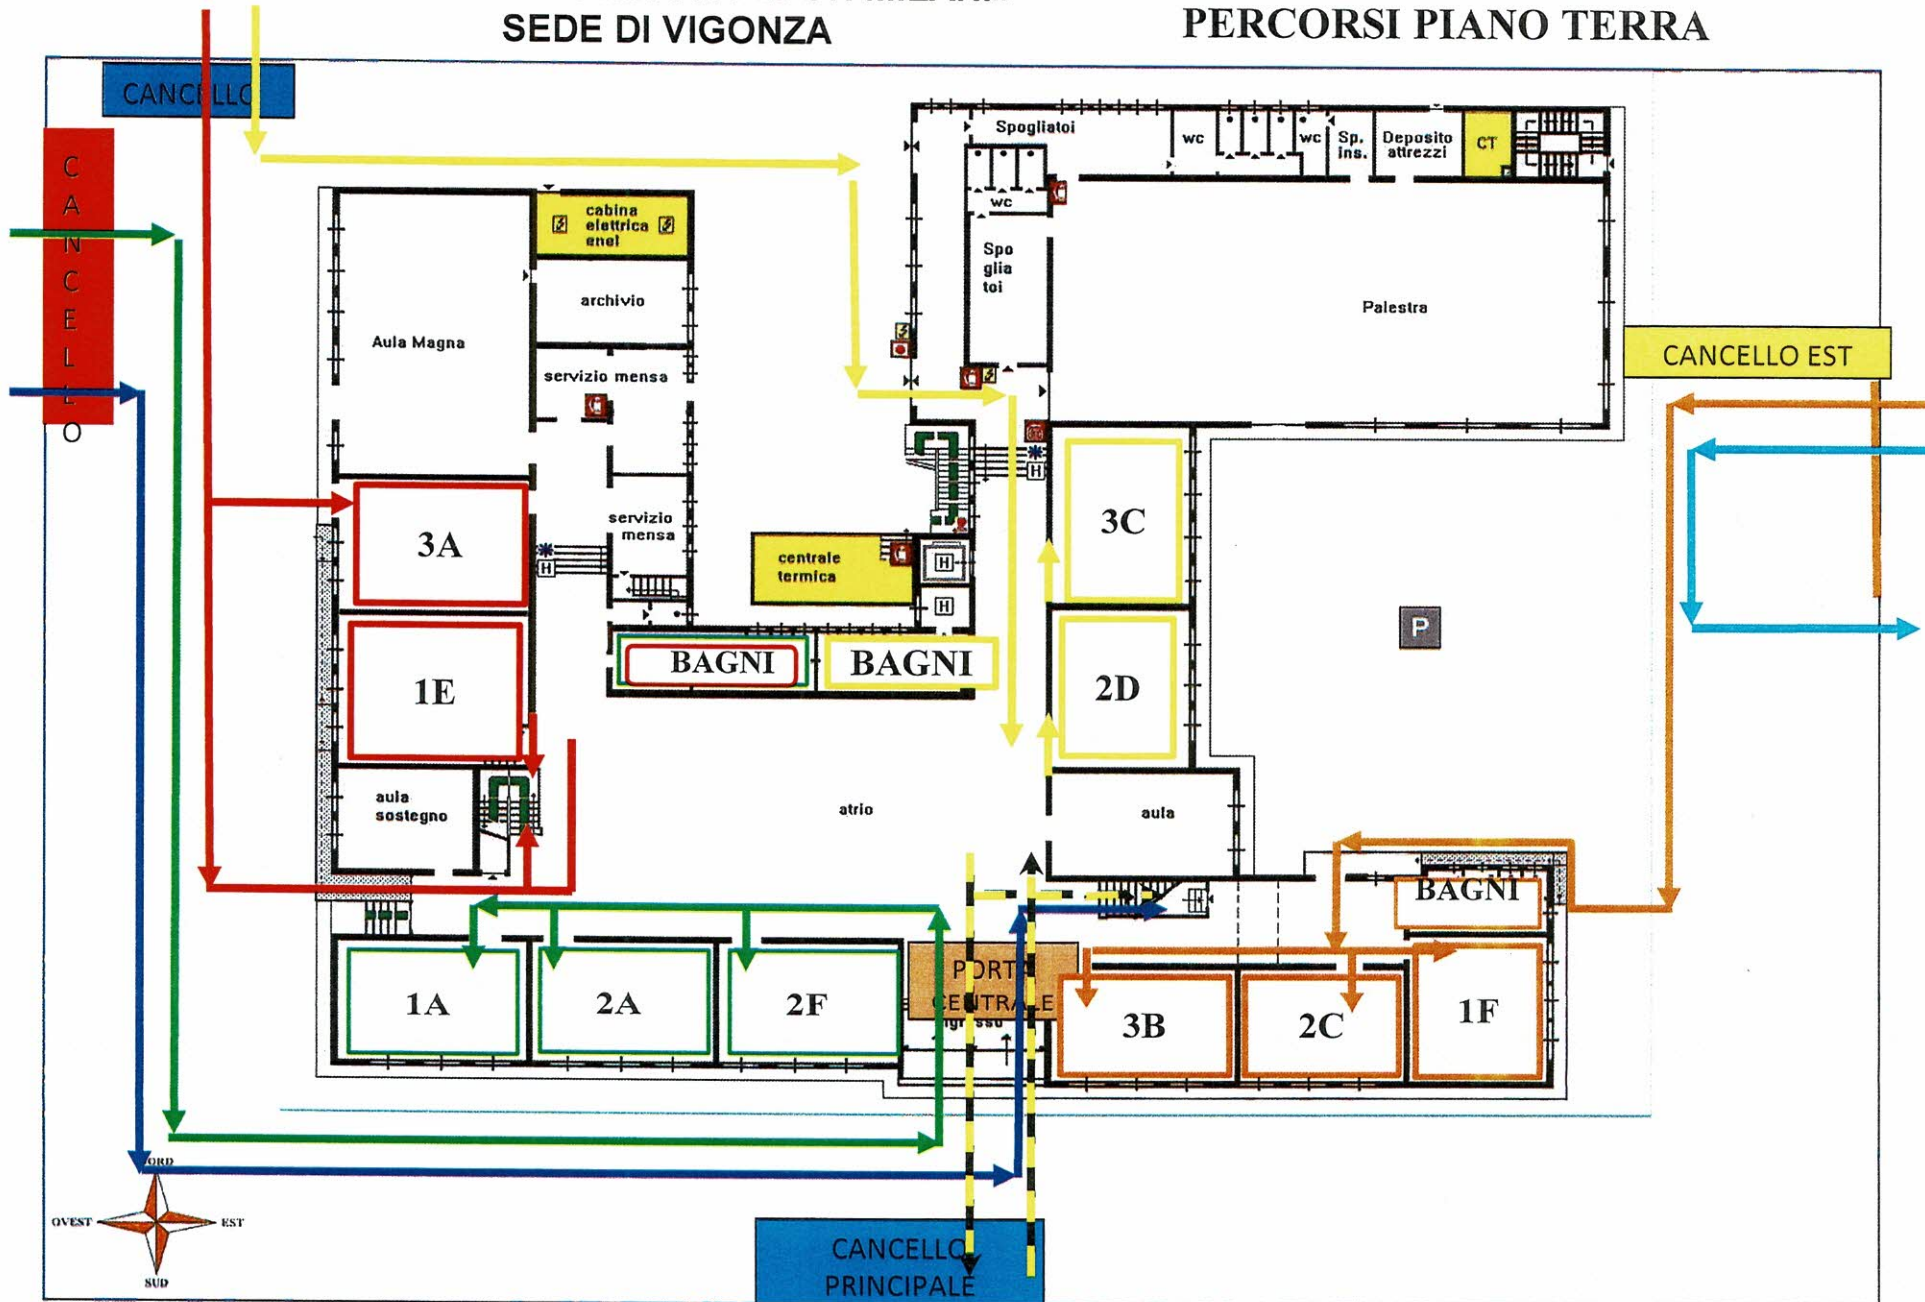 SEDE DI VIGONZA
PERCORSI PIANO TERRA
CANCELLO
C
A
N
C
E
L
L
O
Spogliatoi
wc
wc
Sp.
ins.
Deposito
attrezzi
CT
wc
Spo
glia
toi
Palestra
cabina
elettrica
enel
archivio
Aula Magna
servizio mensa
CANCELLO EST
3A
servizio
mensa
H
centrale
termica
H
H
H
3C
P
1E
BAGNI
BAGNI
2D
aula
sostegno
atrio
aula
BAGNI
1A
2A
2F
PORTA
CENTRALE
ingresso
3B
2C
1F
NORD
OVEST
EST
SUD
CANCELLO
PRINCIPALE